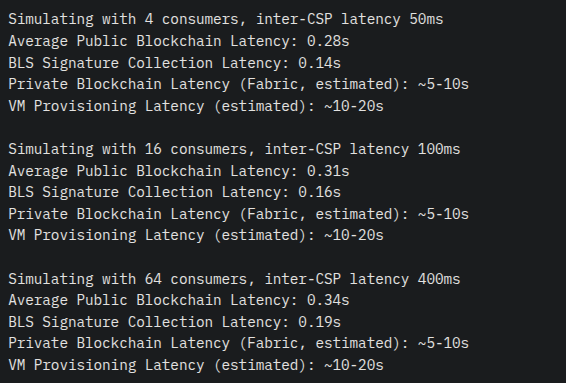 Simulating with 4 consumers, inter-CSP latency 50ms
Average Public Blockchain Latency: 0.28s
BLS Signature Collection Latency: 0.14s
Private Blockchain Latency (Fabric, estimated): ~5-10s
VM Provisioning Latency (estimated): ~10-20s
Simulating with 16 consumers, inter-CSP latency 100ms
Average Public Blockchain Latency: 0.31s
BLS Signature Collection Latency: 0.16s
Private Blockchain Latency (Fabric, estimated): ~5-10s
VM Provisioning Latency (estimated): ~10-20s
Simulating with 64 consumers, inter-CSP latency 400ms
Average Public Blockchain Latency: 0.34s
BLS Signature Collection Latency: 0.19s
Private Blockchain Latency (Fabric, estimated): ~5-10s
VM Provisioning Latency (estimated): ~10-20s